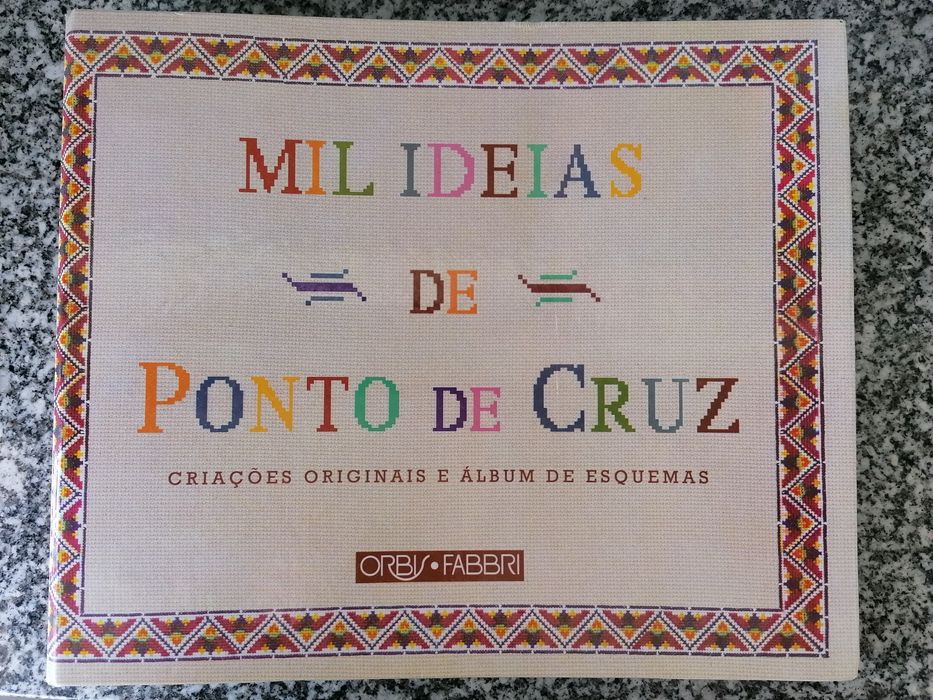 MIL IDEIAS
DE
PONTO DE CRUZ
CRIAÇÕES ORIGINAIS E ÁLBUM DE ESQUEMAS
ORBIS•FABBRI